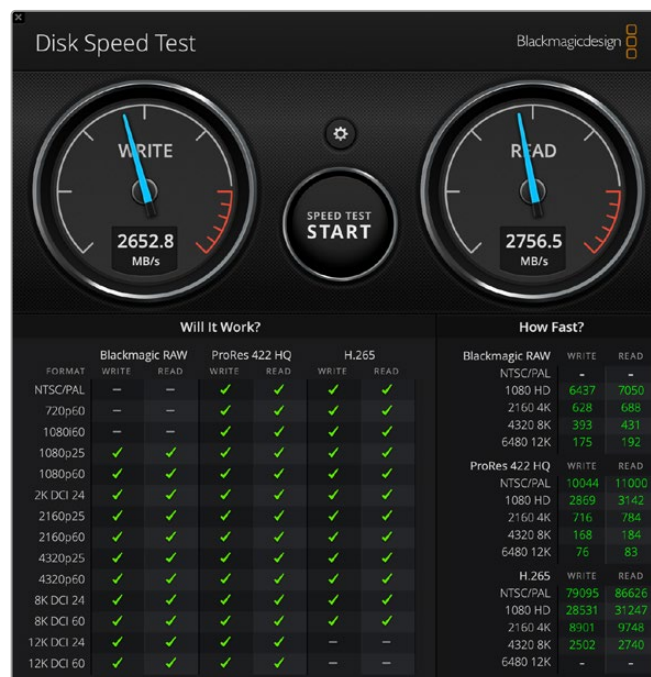 Disk Speed Test
Blackmagicdesign
WRITE
2652.8
MB/s
SPEED TEST
START
READ
2756.5
MB/s
Will It Work?
Blackmagic RAW ProRes 422 HQ H.265
FORMAT WRITE READ WRITE READ WRITE READ
NTSC/PAL – – ✓ ✓ ✓ ✓
720p60 – – ✓ ✓ ✓ ✓
1080i60 – – ✓ ✓ ✓ ✓
1080p25 ✓ ✓ ✓ ✓ ✓ ✓
1080p60 ✓ ✓ ✓ ✓ ✓ ✓
2K DCI 24 ✓ ✓ ✓ ✓ ✓ ✓
2160p25 ✓ ✓ ✓ ✓ ✓ ✓
2160p60 ✓ ✓ ✓ ✓ ✓ ✓
4320p25 ✓ ✓ ✓ ✓ ✓ ✓
4320p60 ✓ ✓ ✓ ✓ ✓ ✓
8K DCI 24 ✓ ✓ ✓ ✓ ✓ ✓
8K DCI 60 ✓ ✓ ✓ ✓ ✓ ✓
12K DCI 24 ✓ ✓ ✓ ✓ – –
12K DCI 60 ✓ ✓ ✓ ✓ – –
How Fast?
Blackmagic RAW WRITE READ
NTSC/PAL - -
1080 HD 6437 7050
2160 4K 628 688
4320 8K 393 431
6480 12K 175 192
ProRes 422 HQ WRITE READ
NTSC/PAL 10044 11000
1080 HD 2869 3142
2160 4K 716 784
4320 8K 168 184
6480 12K 76 83
H.265 WRITE READ
NTSC/PAL 79095 86626
1080 HD 28531 31247
2160 4K 8901 9748
4320 8K 2502 2740
6480 12K - -